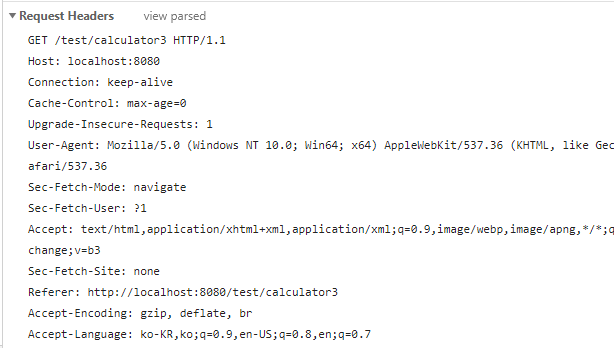 Request Headers view parsed
GET /test/calculator3 HTTP/1.1
Host: localhost:8080
Connection: keep-alive
Cache-Control: max-age=0
Upgrade-Insecure-Requests: 1
User-Agent: Mozilla/5.0 (Windows NT 10.0; Win64; x64) AppleWebKit/537.36 (KHTML, like Gec
afari/537.36
Sec-Fetch-Mode: navigate
Sec-Fetch-User: ?1
Accept: text/html,application/xhtml+xml,application/xml;q=0.9,image/webp,image/apng,*/*;q
change;v=b3
Sec-Fetch-Site: none
Referer: http://localhost:8080/test/calculator3
Accept-Encoding: gzip, deflate, br
Accept-Language: ko-KR,ko;q=0.9,en-US;q=0.8,en;q=0.7